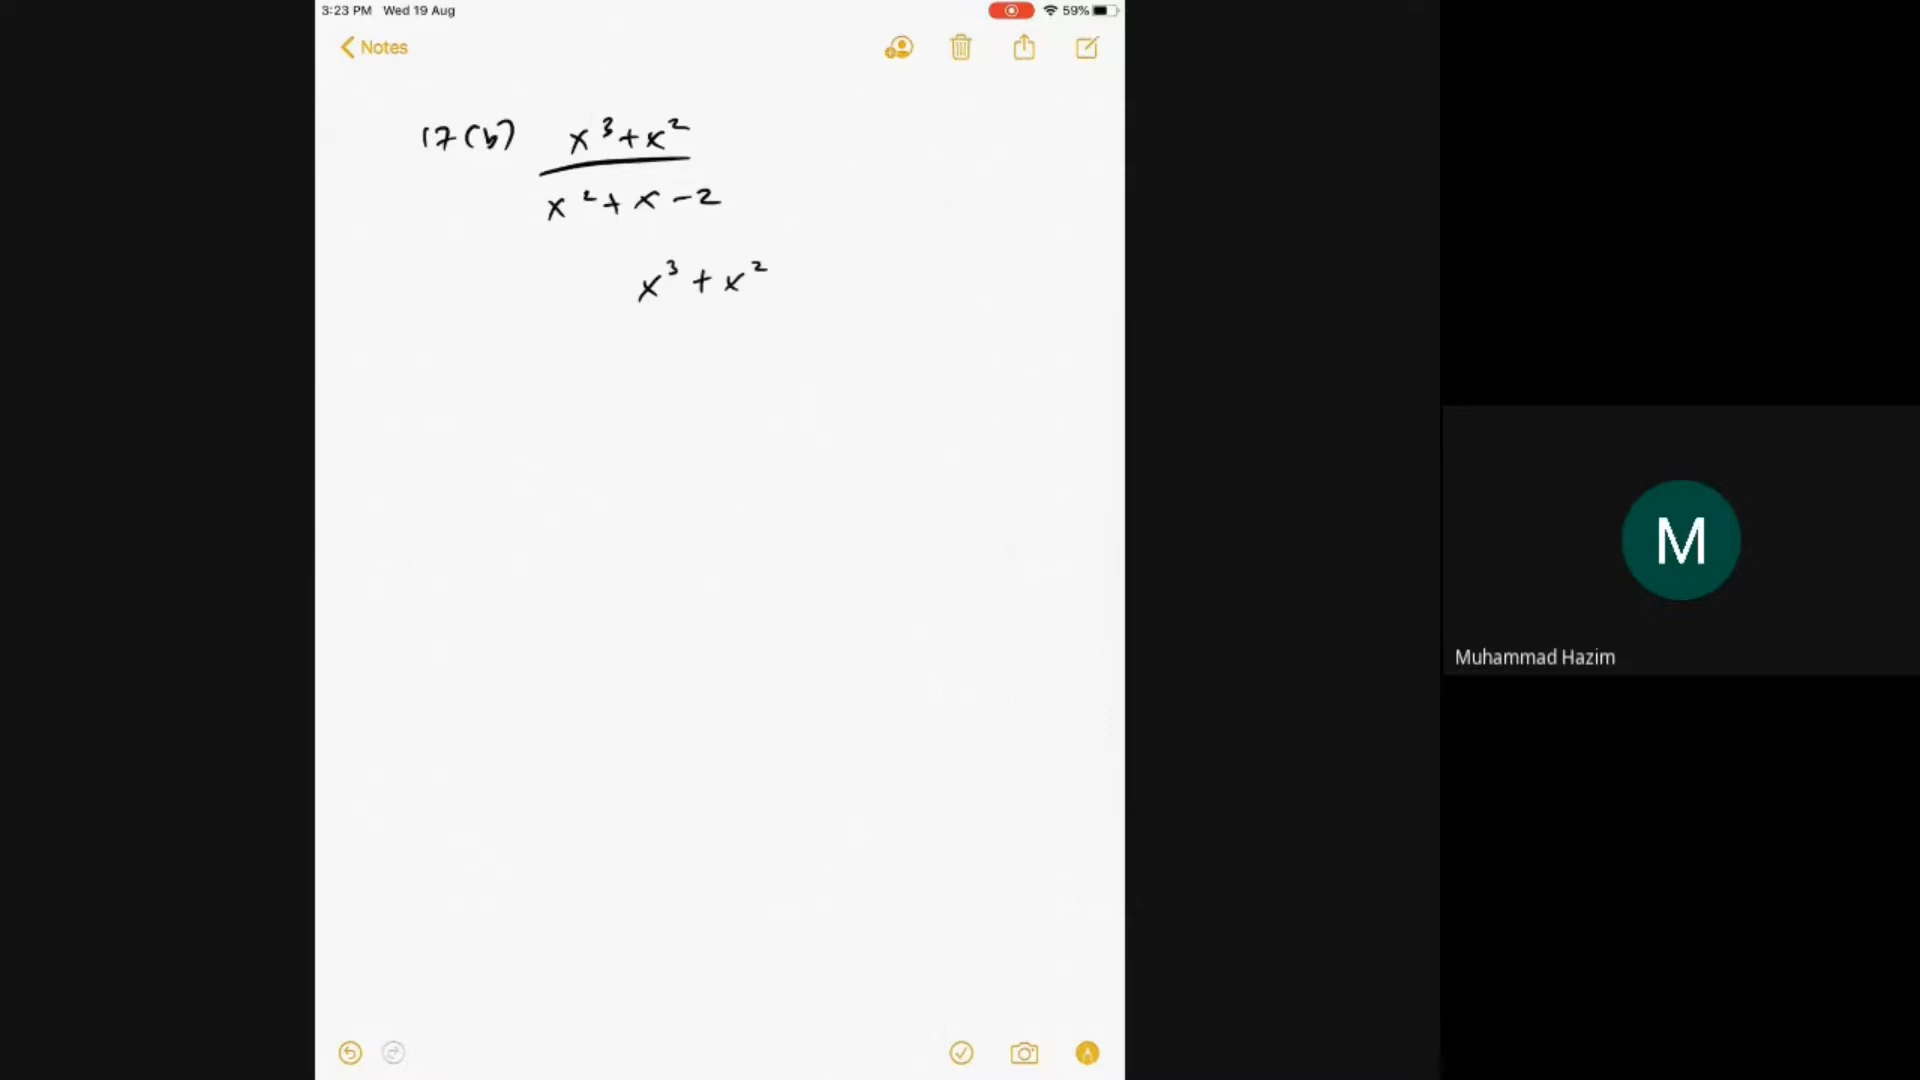 3:23 PM Wed 19 Aug 59%
Notes
17(b) x³+x²
x²+x-2
x³+x²
M
Muhammad Hazim